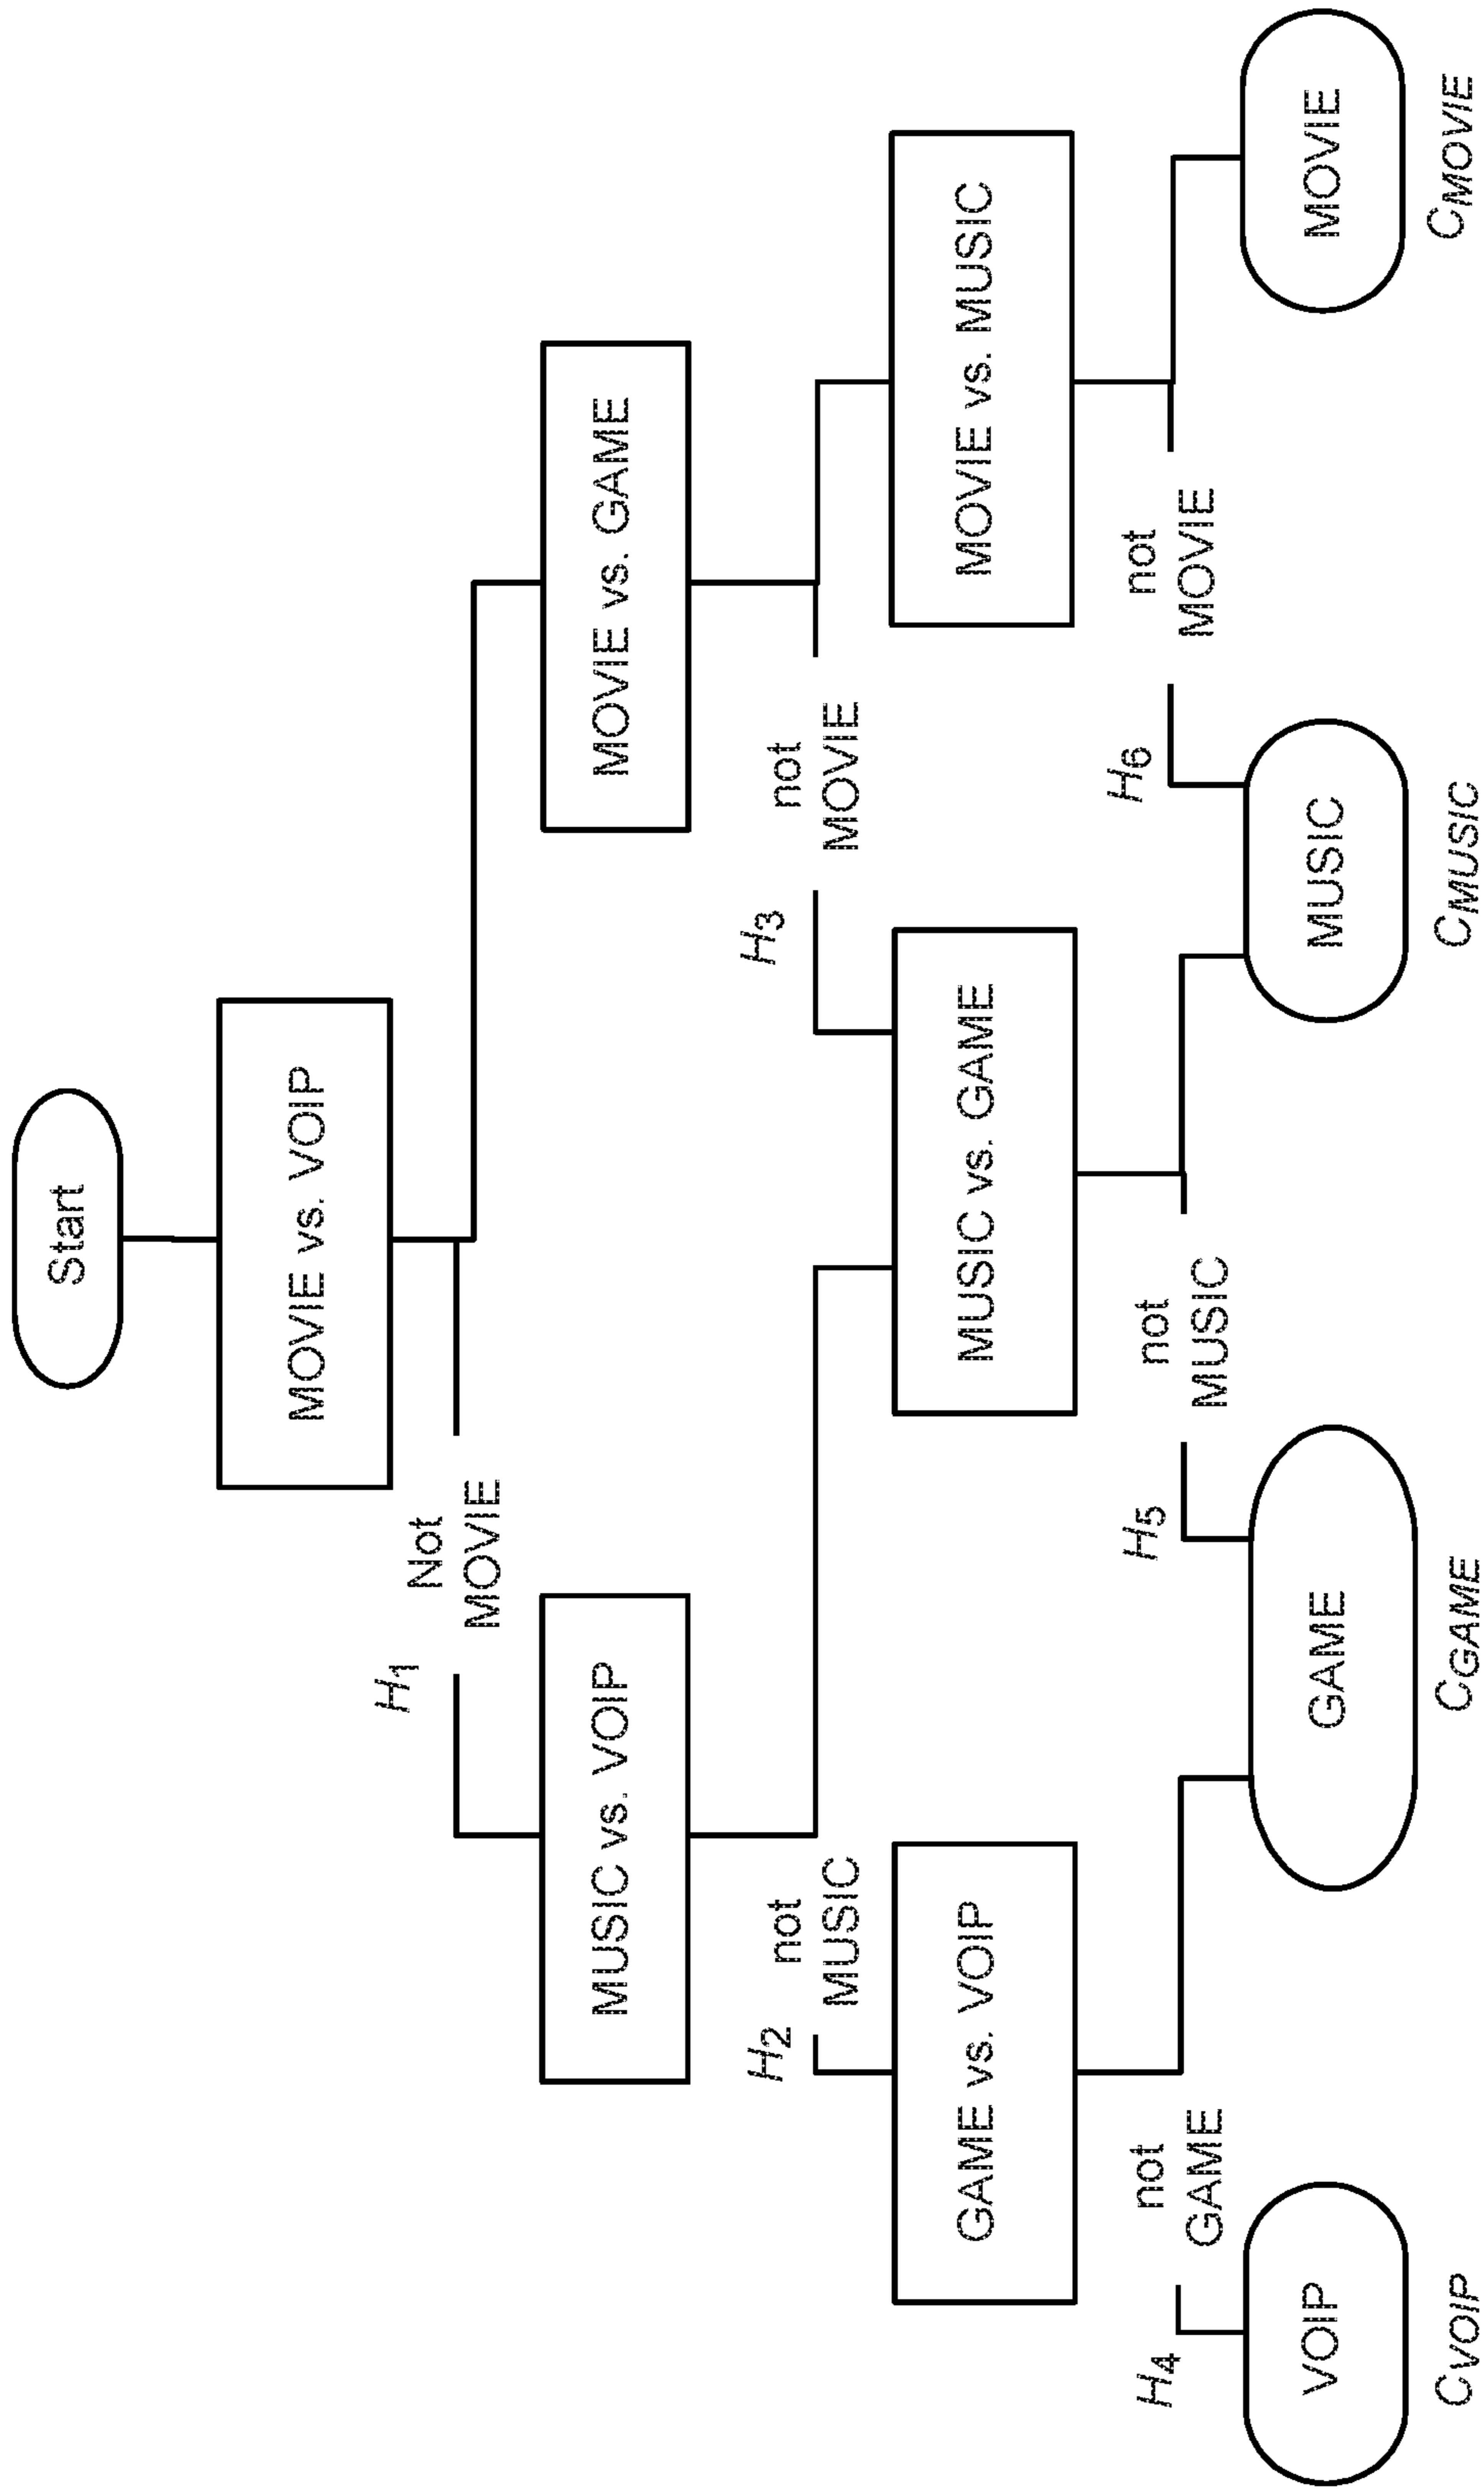 Start
MOVIE vs. VOIP
H1
Not
MOVIE
MUSIC vs. VOIP
MOVIE vs. GAME
H2
not
MUSIC
H3
not
MOVIE
GAME vs. VOIP
MUSIC vs. GAME
MOVIE vs. MUSIC
H4
not
GAME
H5
not
MUSIC
H6
not
MOVIE
VOIP
GAME
MUSIC
MOVIE
CVOIP
CGAME
CMUSIC
CMOVIE